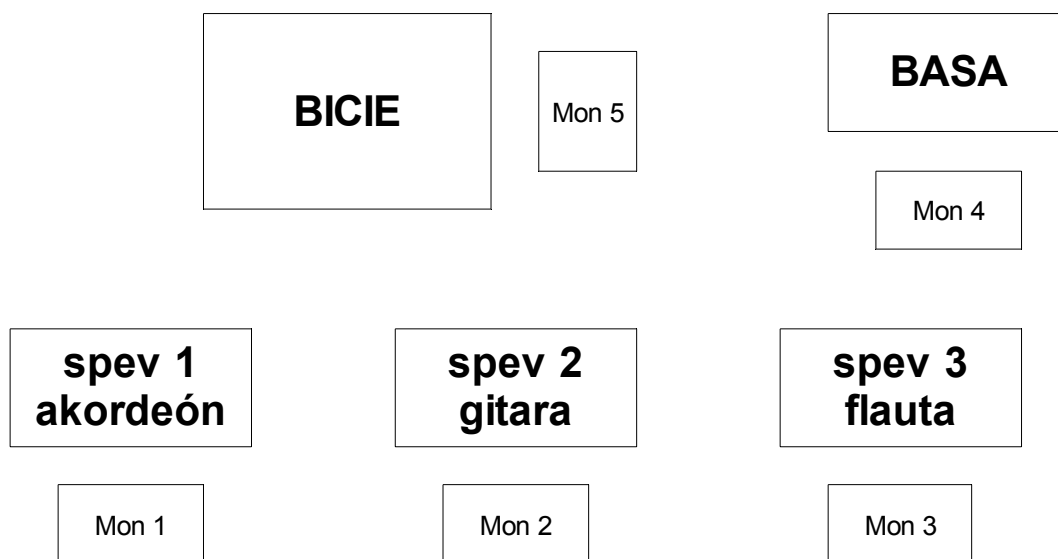 BICIE
Mon 5
BASA
Mon 4
spev 1
akordeón
spev 2
gitara
spev 3
flauta
Mon 1
Mon 2
Mon 3